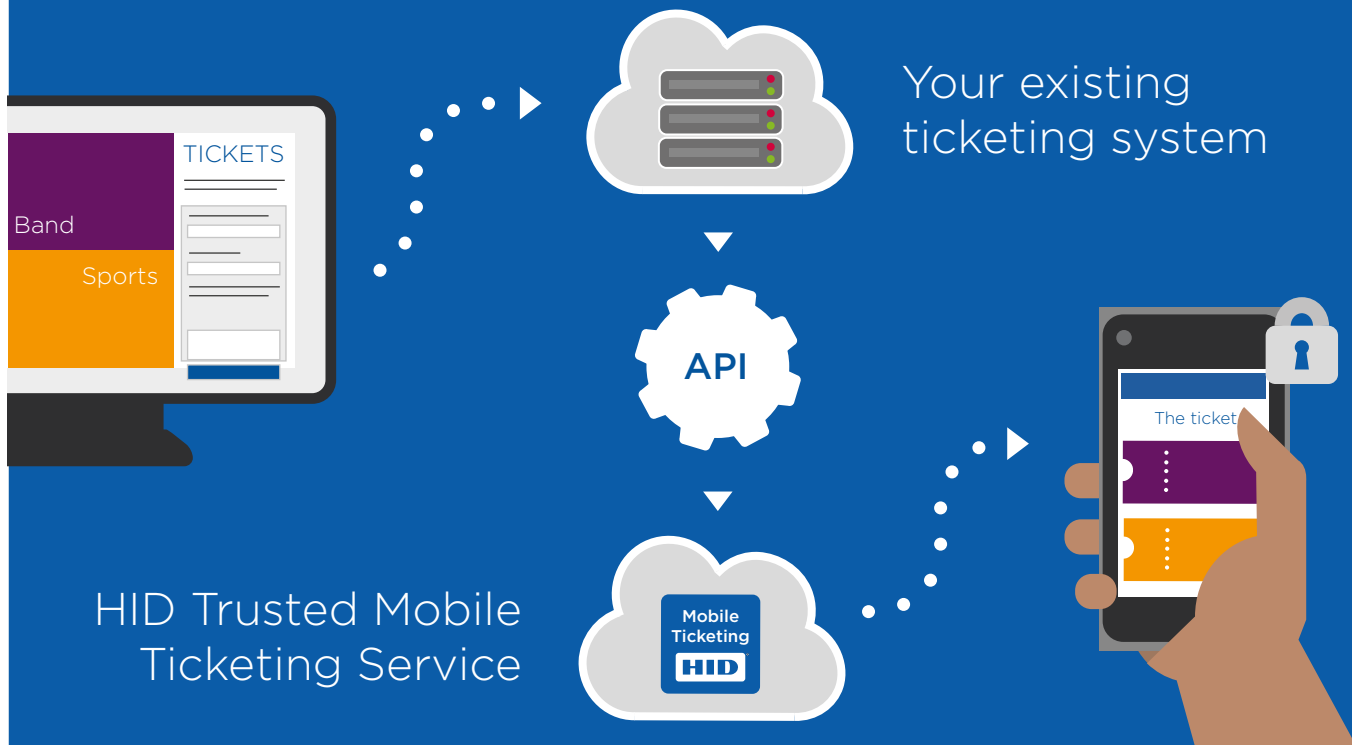 Your existing
ticketing system
TICKETS
Band
Sports
API
The ticket
HID Trusted Mobile
Ticketing Service
Mobile
Ticketing
HID